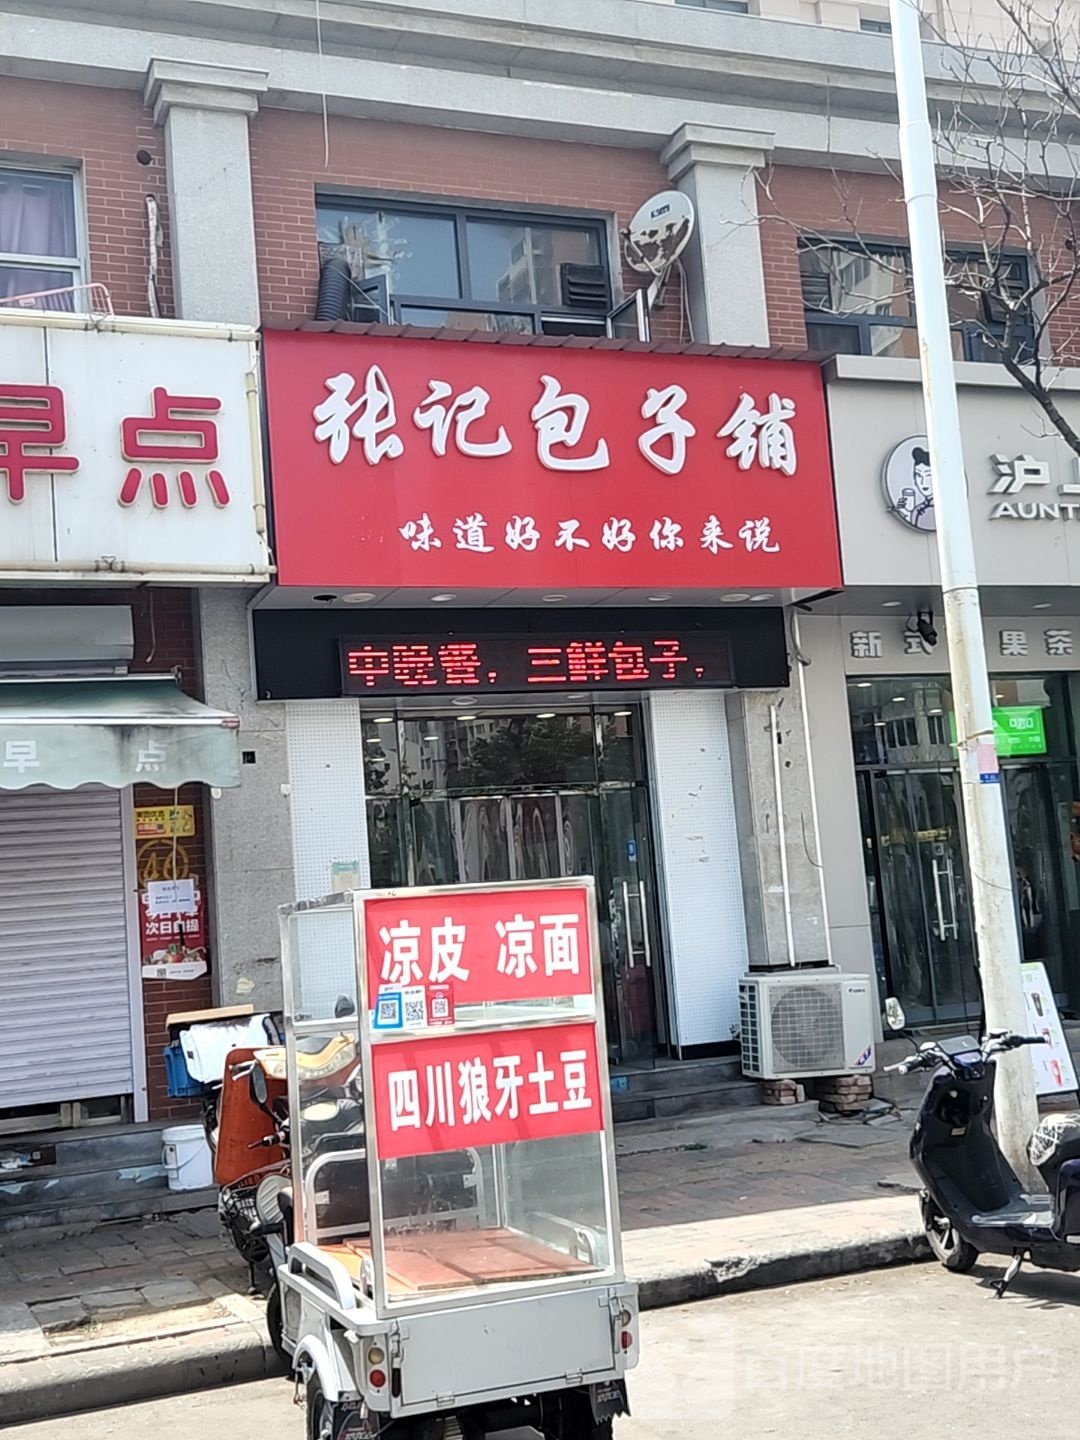 张记包子铺
味道好不好你来说
早点
沪上
AUNT
中晚餐，三鲜包子，
新式 果茶
早点
次日自提
凉皮 凉面
四川狼牙土豆
百度地图用户